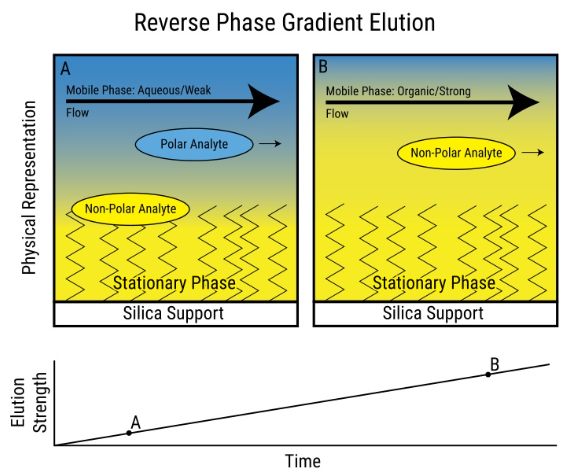 Reverse Phase Gradient Elution
Physical Representation
A
Mobile Phase: Aqueous/Weak
Flow
Polar Analyte
Non-Polar Analyte
Stationary Phase
Silica Support
B
Mobile Phase: Organic/Strong
Flow
Non-Polar Analyte
Stationary Phase
Silica Support
Elution
Strength
A
B
Time